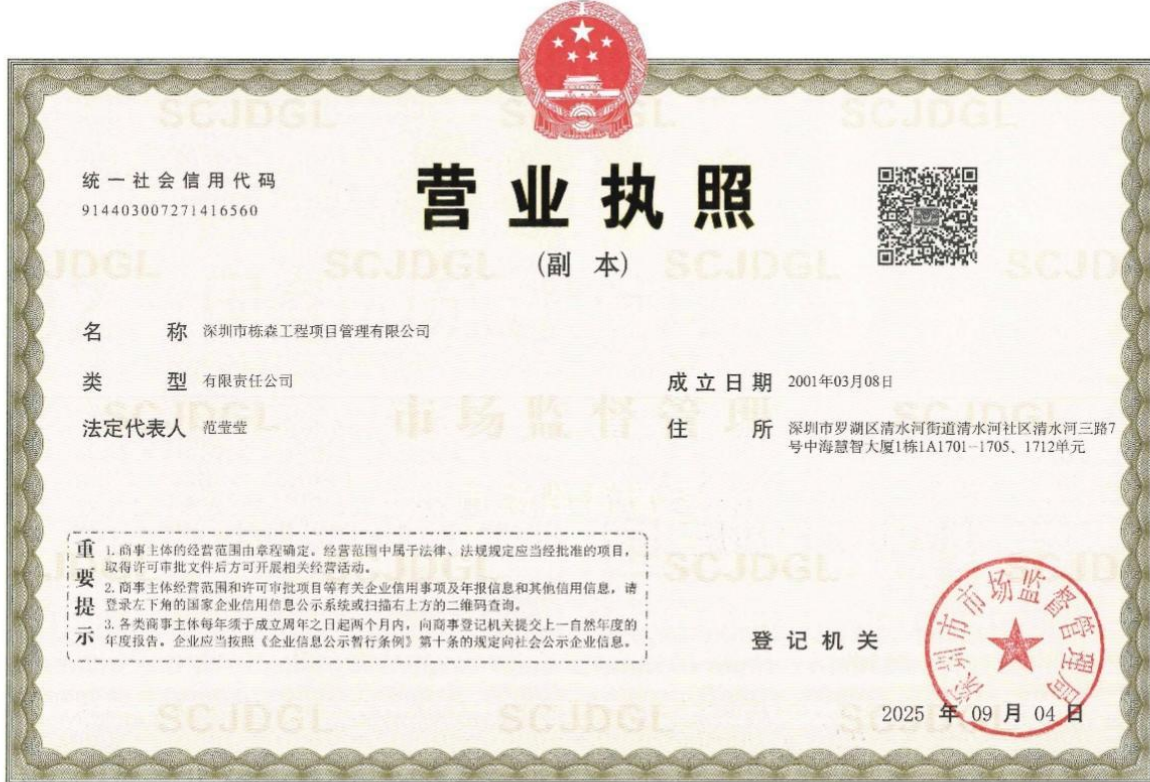 统一社会信用代码
914403007271416560
营业执照
(副 本)
名 称 深圳市栋森工程项目管理有限公司
类 型 有限责任公司
法定代表人 范莹莹
成立日期 2001年03月08日
住 所 深圳市罗湖区清水河街道清水河社区清水河三路7
号中海慧智大厦1栋1A1701-1705、1712单元
重要提示
1. 商事主体的经营范围由章程确定。经营范围中属于法律、法规规定应当经批准的项目，
取得许可审批文件后方可开展相关经营活动。
2. 商事主体经营范围和许可审批项目等有关企业信用事项及年报信息和其他信用信息，请
登录左下角的国家企业信用信息公示系统或扫描右上方的二维码查询。
3. 各类商事主体每年须于成立周年之日起两个月内，向商事登记机关提交上一自然年度的
年度报告。企业应当按照《企业信息公示暂行条例》第十条的规定向社会公示企业信息。
登记机关
深圳市市场监督管理局
2025 年 09 月 04 日
SCJDGL
市场监督管理